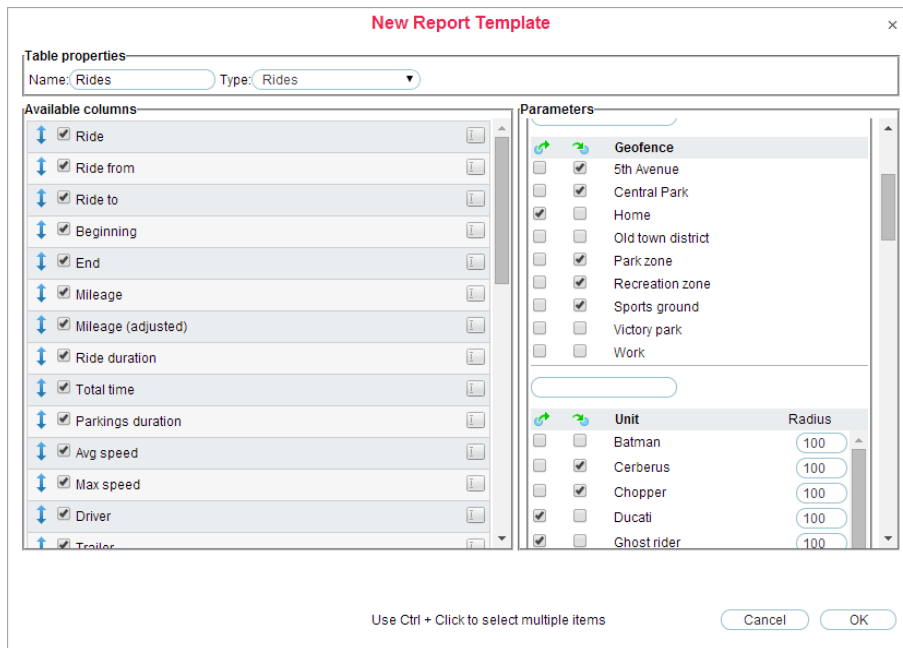 New Report Template
×
Table properties
Name: Rides Type: Rides
Available columns
Ride
Ride from
Ride to
Beginning
End
Mileage
Mileage (adjusted)
Ride duration
Total time
Parkings duration
Avg speed
Max speed
Driver
Trailer
Parameters
Geofence
5th Avenue
Central Park
Home
Old town district
Park zone
Recreation zone
Sports ground
Victory park
Work
Unit Radius
Batman 100
Cerberus 100
Chopper 100
Ducati 100
Ghost rider 100
Use Ctrl + Click to select multiple items
Cancel OK